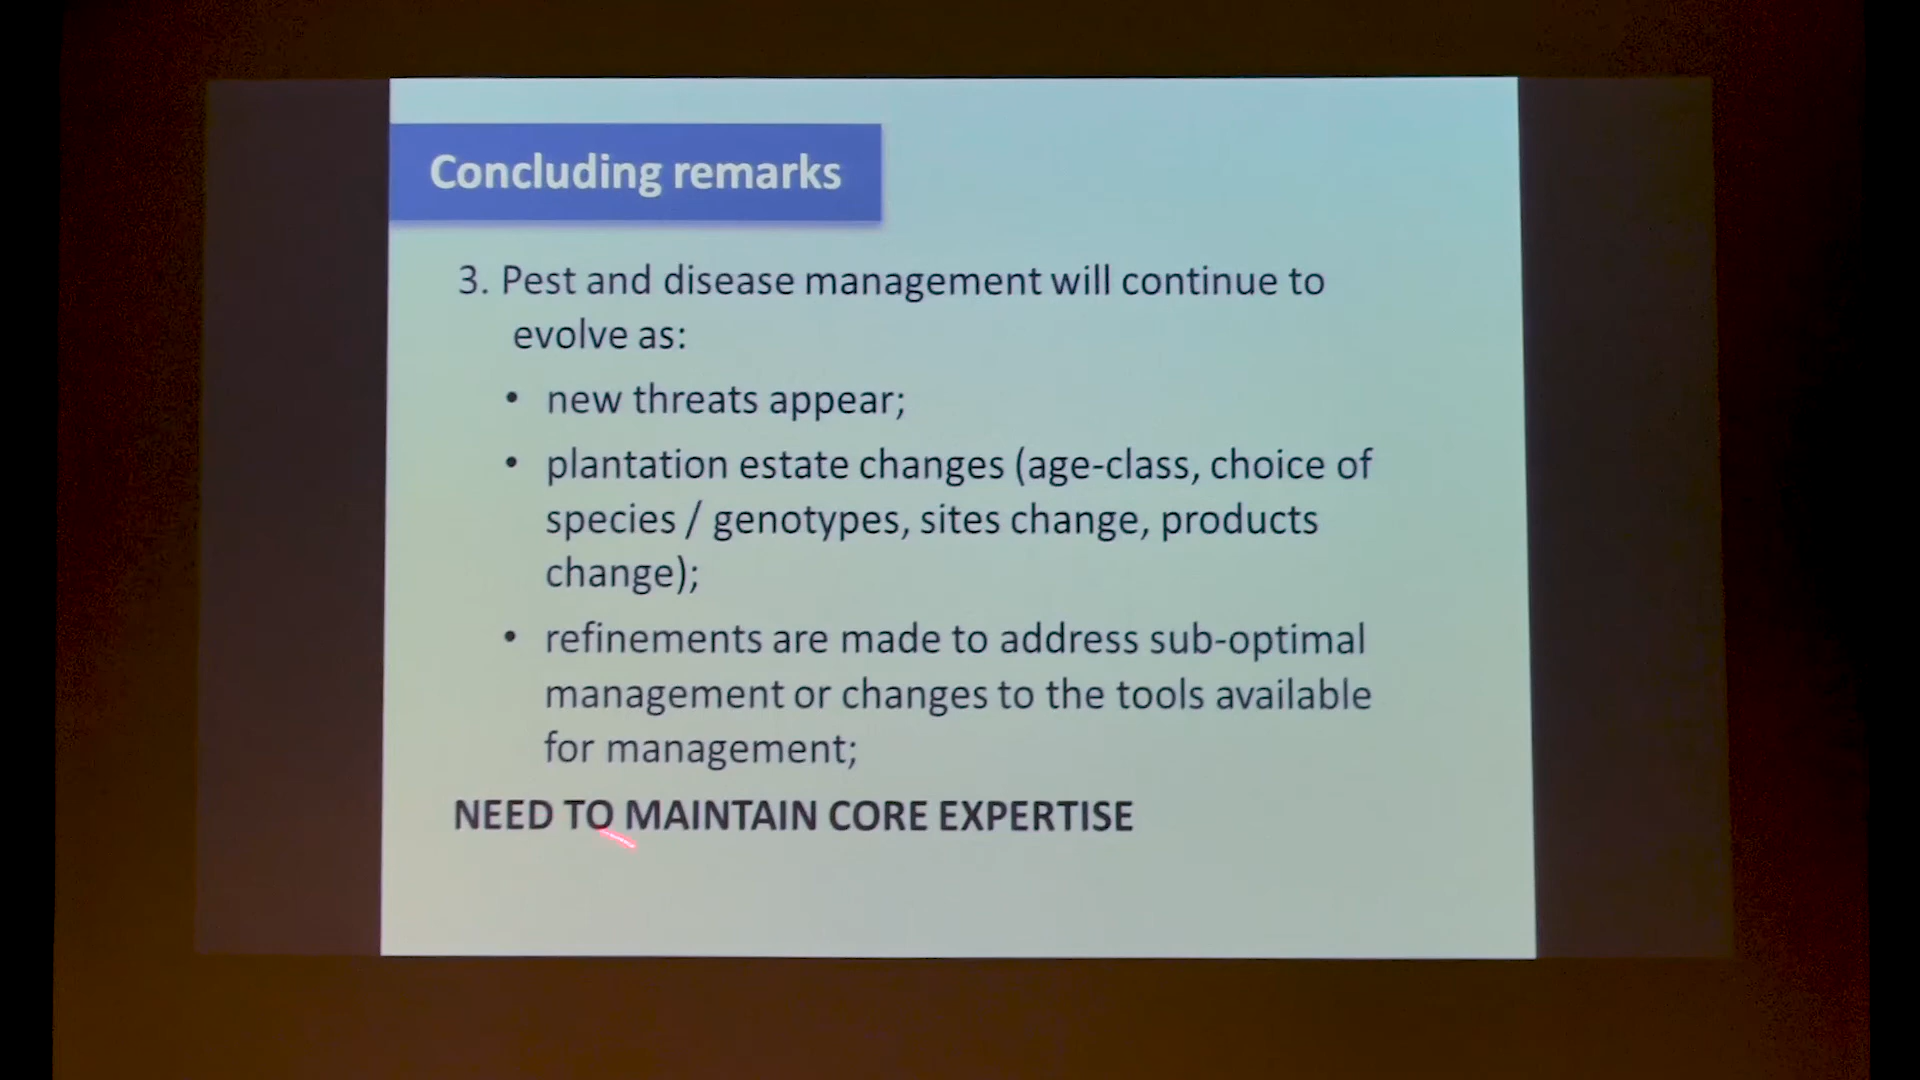 Concluding remarks
3. Pest and disease management will continue to
evolve as:
• new threats appear;
• plantation estate changes (age-class, choice of
species / genotypes, sites change, products
change);
• refinements are made to address sub-optimal
management or changes to the tools available
for management;
NEED TO MAINTAIN CORE EXPERTISE